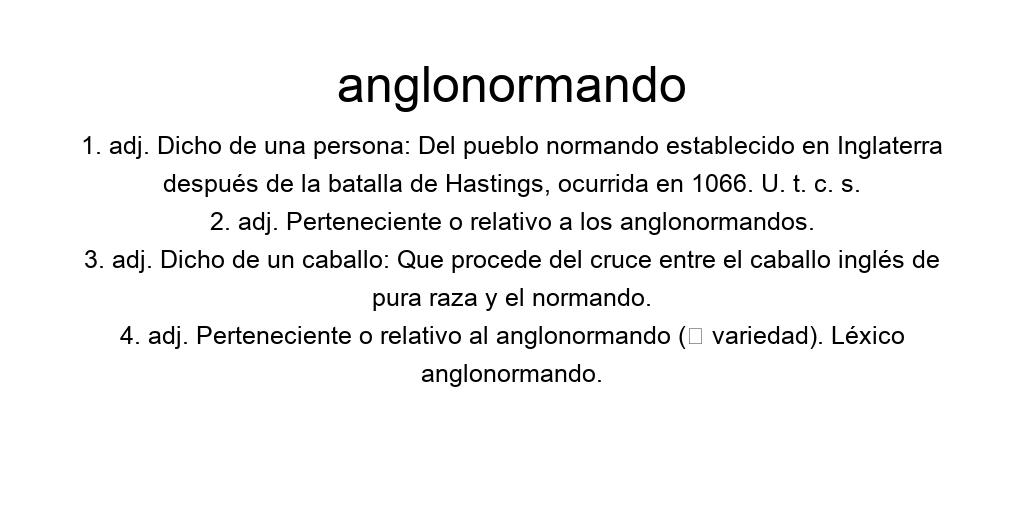 anglonormando
1. adj. Dicho de una persona: Del pueblo normando establecido en Inglaterra
después de la batalla de Hastings, ocurrida en 1066. U. t. c. s.
2. adj. Perteneciente o relativo a los anglonormandos.
3. adj. Dicho de un caballo: Que procede del cruce entre el caballo inglés de
pura raza y el normando.
4. adj. Perteneciente o relativo al anglonormando (□ variedad). Léxico
anglonormando.